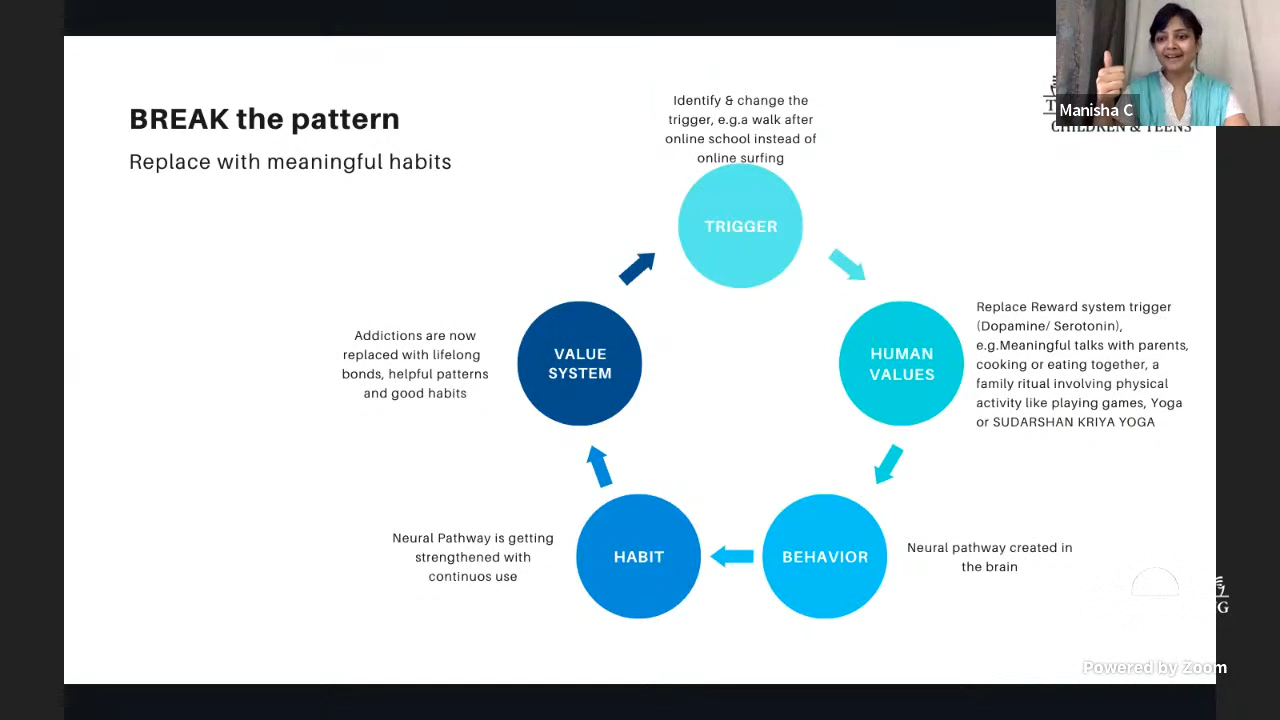 BREAK the pattern
Replace with meaningful habits
Identify & change the
trigger, e.g.a walk after
online school instead of
online surfing
TRIGGER
Manisha C
CHILDREN & TEENS
HUMAN
VALUES
Replace Reward system trigger
(Dopamine/ Serotonin),
e.g.Meaningful talks with parents,
cooking or eating together, a
family ritual involving physical
activity like playing games, Yoga
or SUDARSHAN KRIYA YOGA
BEHAVIOR
Neural pathway created in
the brain
HABIT
Neural Pathway is getting
strengthened with
continuos use
VALUE
SYSTEM
Addictions are now
replaced with lifelong
bonds, helpful patterns
and good habits
Powered by Zoom